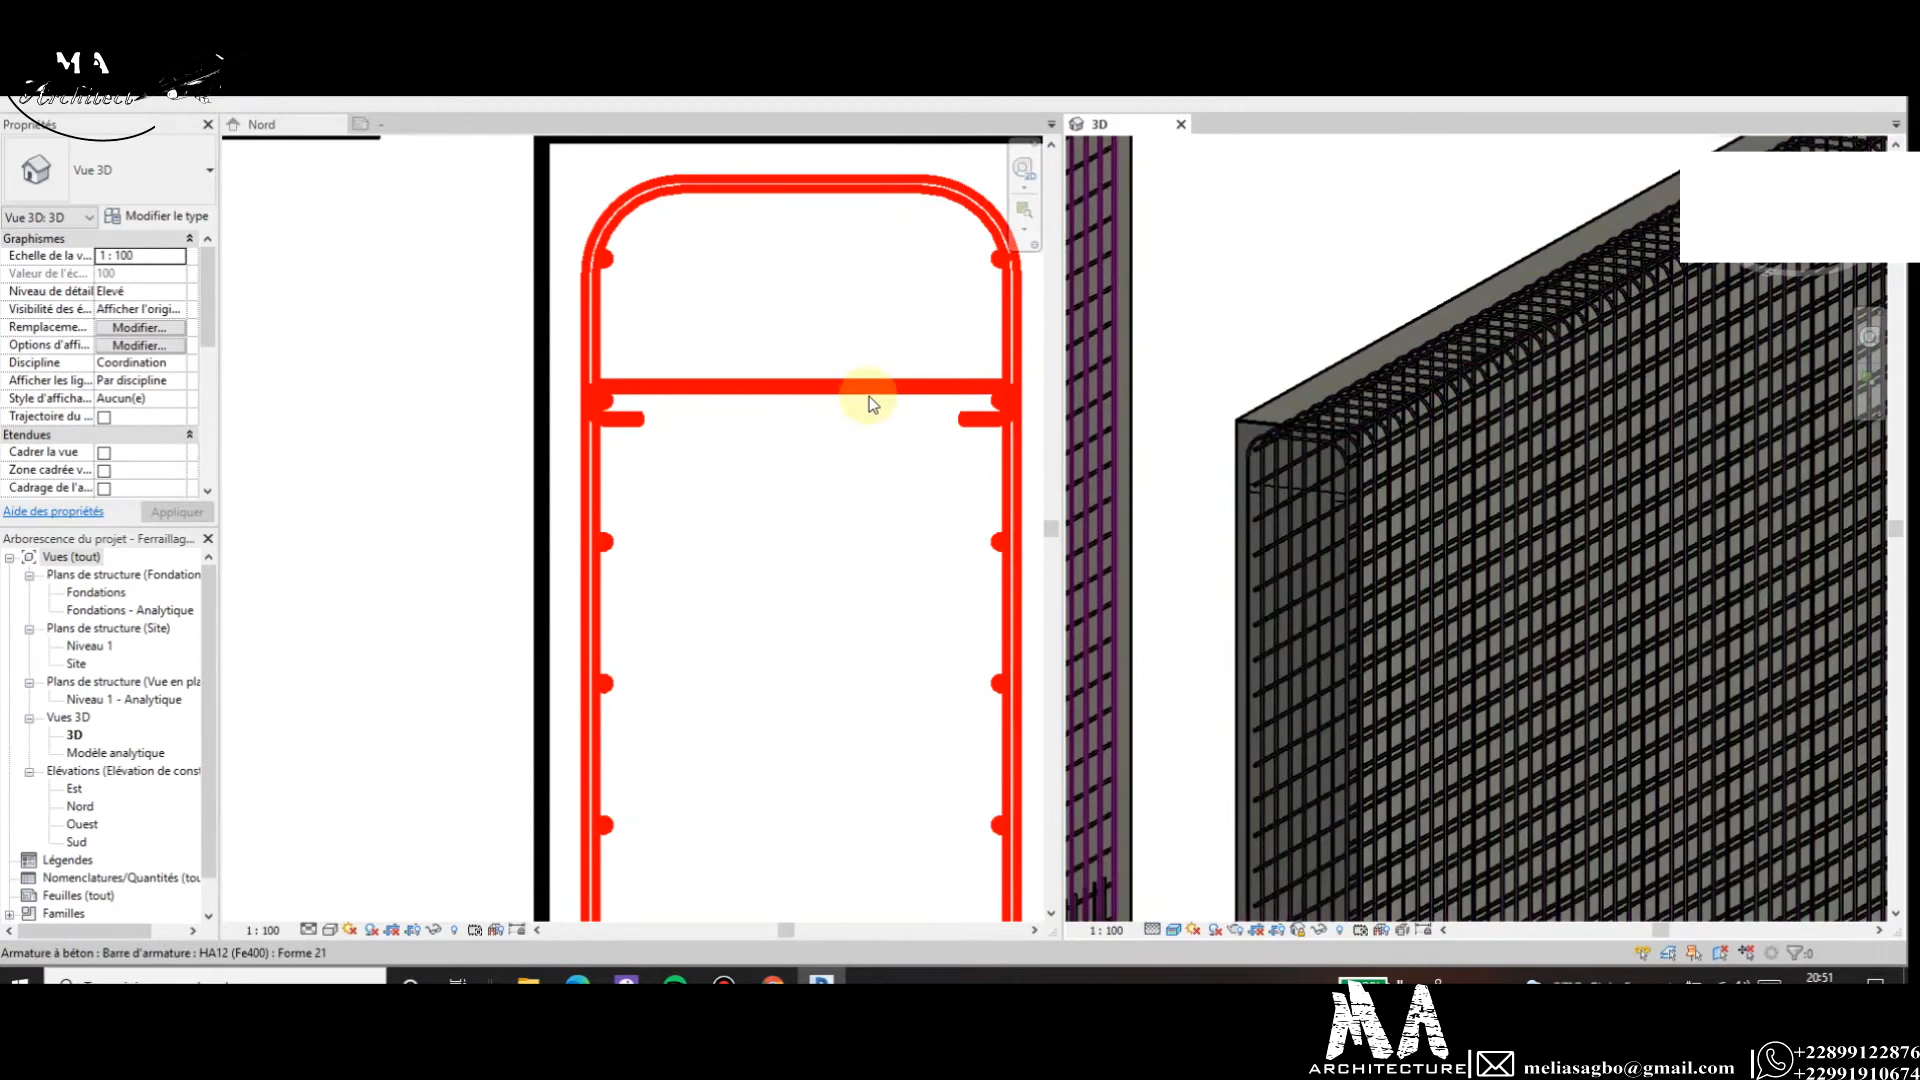 MA
Architect
Propriétés
Nord
3D
Vue 3D
Vue 3D: 3D
Modifier le type
Graphismes
Echelle de la v... 1 : 100
Valeur de l'éc... 100
Niveau de détail Elevé
Visibilité des é... Afficher l'origi...
Remplaceme... Modifier...
Options d'affi... Modifier...
Discipline Coordination
Afficher les lig... Par discipline
Style d'afficha... Aucun(e)
Trajectoire du ...
Etendues
Cadrer la vue
Zone cadrée v...
Cadrage de l'a...
Aide des propriétés
Appliquer
Arborescence du projet - Ferraillag...
Vues (tout)
Plans de structure (Fondation
Fondations
Fondations - Analytique
Plans de structure (Site)
Niveau 1
Site
Plans de structure (Vue en pla
Niveau 1 - Analytique
Vues 3D
3D
Modèle analytique
Elévations (Elévation de const
Est
Nord
Ouest
Sud
Légendes
Nomenclatures/Quantités (tou
Feuilles (tout)
Familles
1 : 100
1 : 100
Armature à béton : Barre d'armature : HA12 (Fe400) : Forme 21
:0
20:51
MA
ARCHITECTURE
meliasagbo@gmail.com
+22899122876
+22991910674